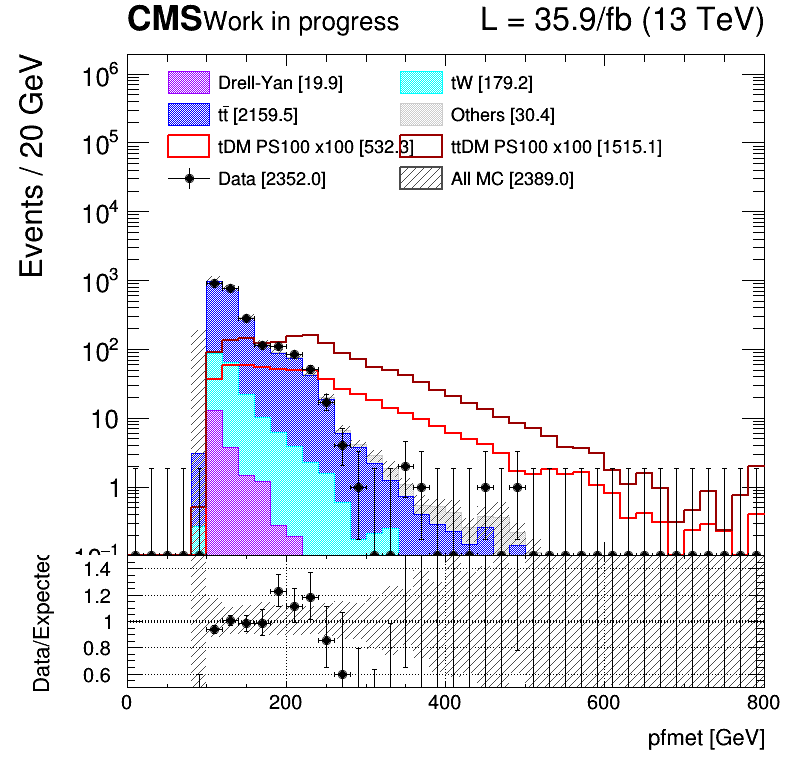 CMS Work in progress L = 35.9/fb (13 TeV)
Events / 20 GeV
10⁶
10⁵
10⁴
10³
10²
10
1
10⁻¹
Drell-Yan [19.9] tW [179.2]
tt̄ [2159.5] Others [30.4]
tDM PS100 x100 [532.3] ttDM PS100 x100 [1515.1]
Data [2352.0] All MC [2389.0]
Data/Expected
1.4
1.2
1
0.8
0.6
0 200 400 600 800
pfmet [GeV]